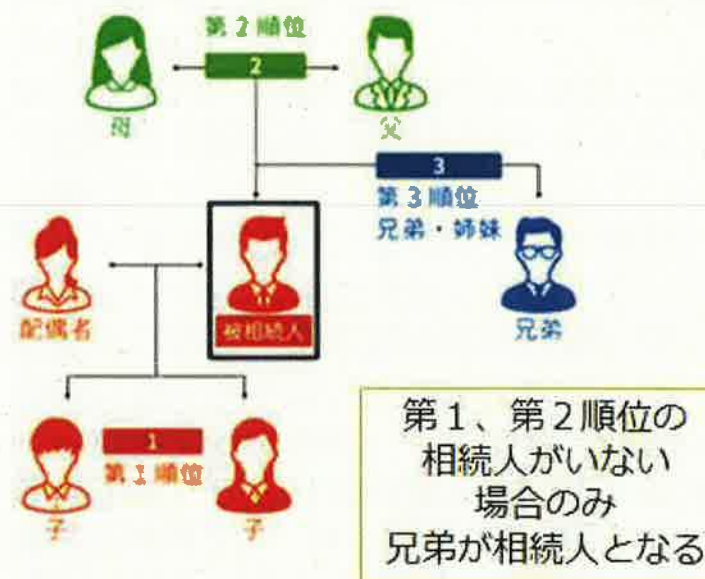 第2順位
2
母
父
3
第3順位
兄弟・姉妹
配偶者
被相続人
兄弟
1
第1順位
子
子
第1、第2順位の
相続人がいない
場合のみ
兄弟が相続人となる